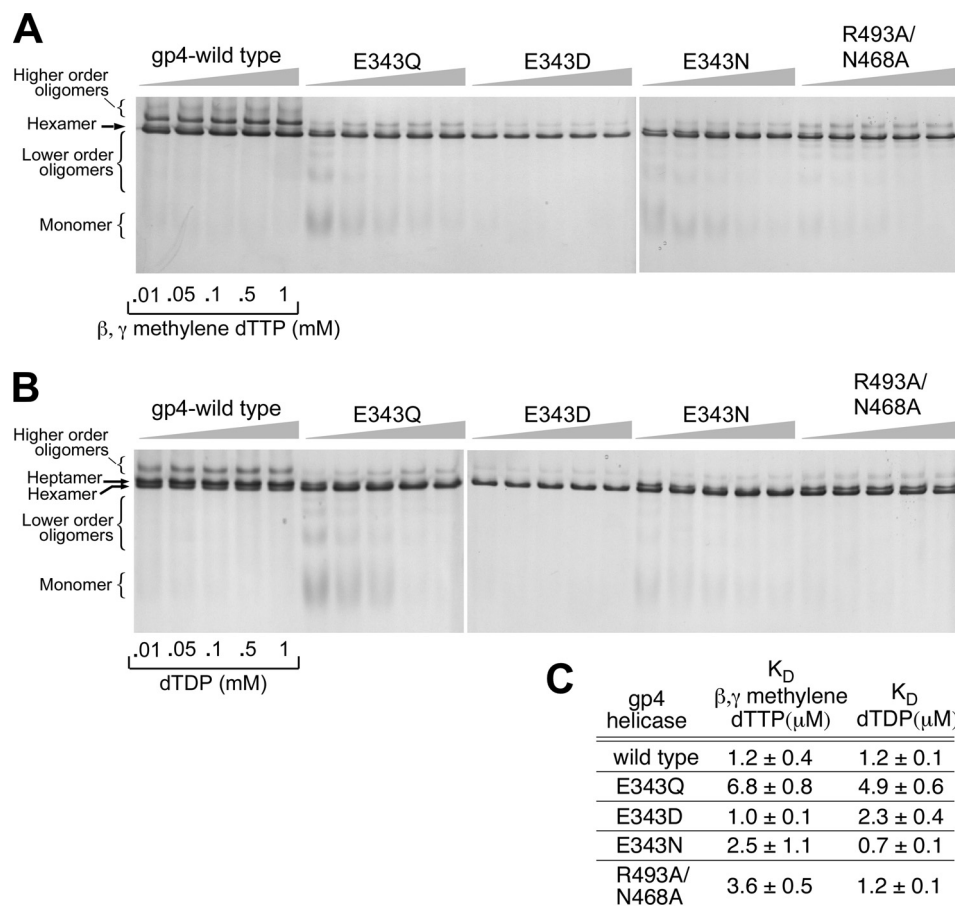 A
gp4-wild type
E343Q
E343D
E343N
R493A/
N468A
Higher order
oligomers
Hexamer
Lower order
oligomers
Monomer
.01 .05 .1 .5 1
β, γ methylene dTTP (mM)
B
gp4-wild type
E343Q
E343D
E343N
R493A/
N468A
Higher order
oligomers
Heptamer
Hexamer
Lower order
oligomers
Monomer
.01 .05 .1 .5 1
dTDP (mM)
C
gp4
helicase
K_D
β,γ methylene
dTTP(μM)
K_D
dTDP(μM)
wild type 1.2 ± 0.4 1.2 ± 0.1
E343Q 6.8 ± 0.8 4.9 ± 0.6
E343D 1.0 ± 0.1 2.3 ± 0.4
E343N 2.5 ± 1.1 0.7 ± 0.1
R493A/
N468A 3.6 ± 0.5 1.2 ± 0.1